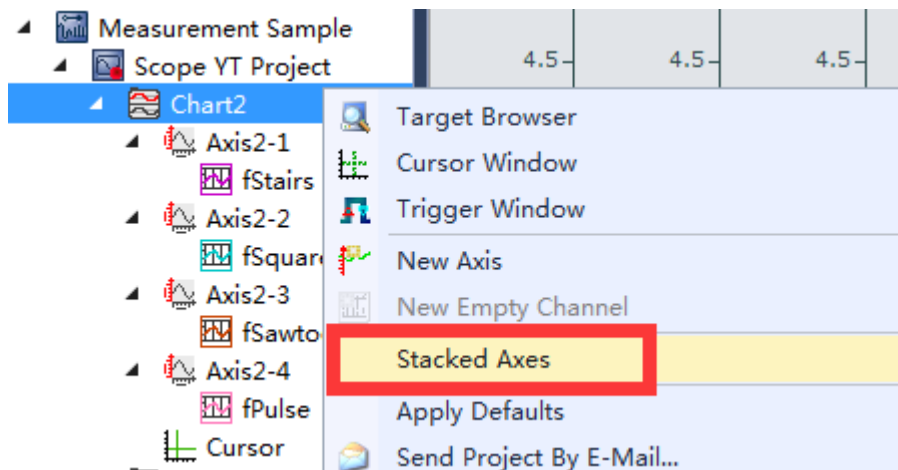 Measurement Sample
Scope YT Project
Chart2
Axis2-1
fStairs
Axis2-2
fSquar
Axis2-3
fSawto
Axis2-4
fPulse
Cursor
4.5 4.5 4.5
Target Browser
Cursor Window
Trigger Window
New Axis
New Empty Channel
Stacked Axes
Apply Defaults
Send Project By E-Mail...